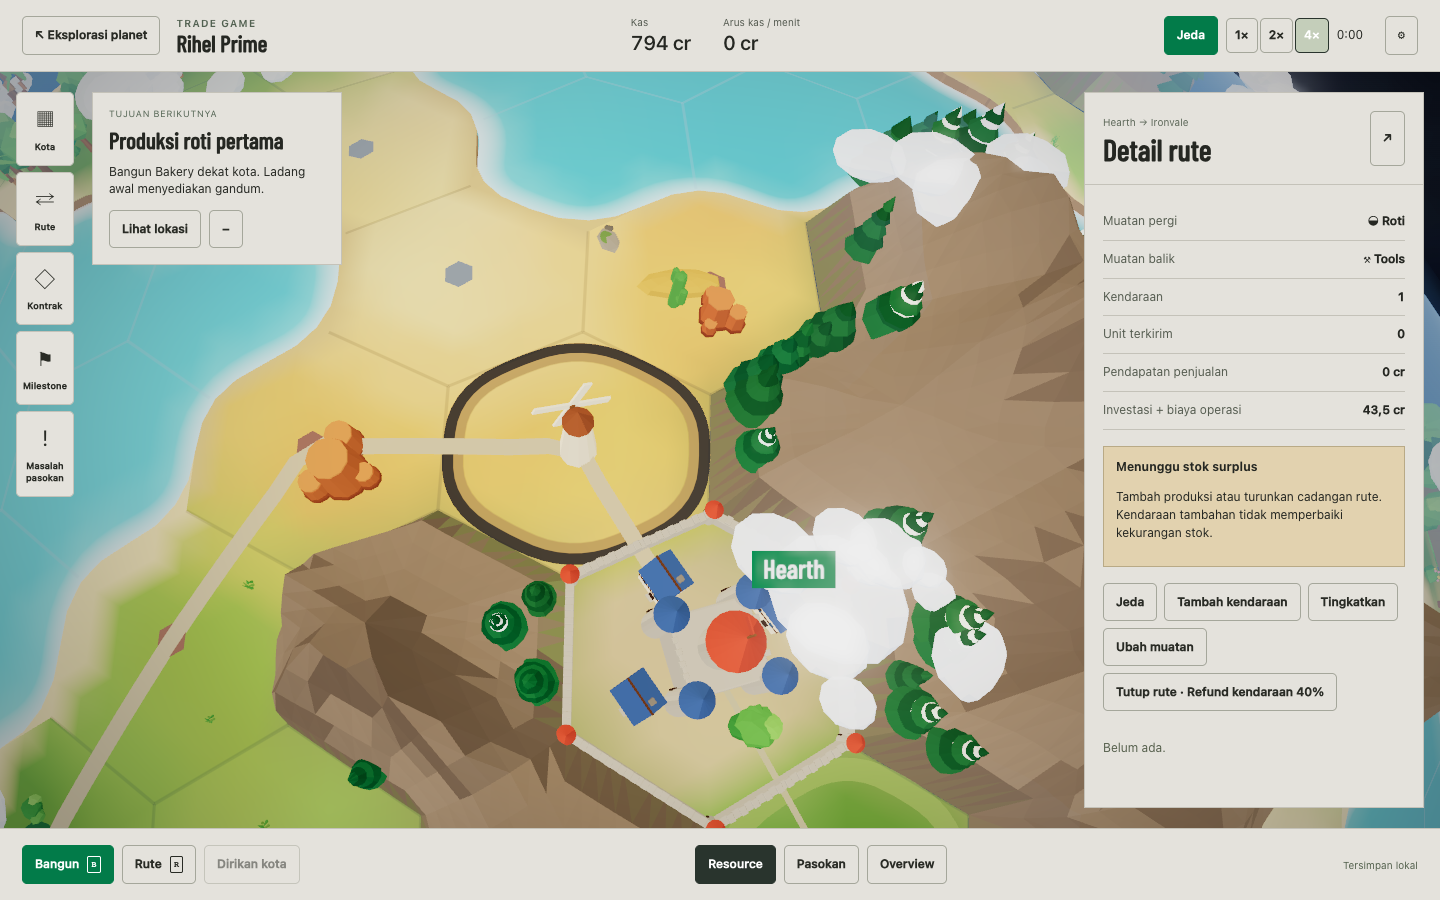 ↖ Eksplorasi planet
TRADE GAME
Rihel Prime
Kas
794 cr
Arus kas / menit
0 cr
Jeda
1×
2×
4×
0:00
Kota
Rute
Kontrak
Milestone
!
Masalah
pasokan
TUJUAN BERIKUTNYA
Produksi roti pertama
Bangun Bakery dekat kota. Ladang
awal menyediakan gandum.
Lihat lokasi
–
Hearth
Hearth → Ironvale
Detail rute
↗
Muatan pergi
Roti
Muatan balik
Tools
Kendaraan
1
Unit terkirim
0
Pendapatan penjualan
0 cr
Investasi + biaya operasi
43,5 cr
Menunggu stok surplus
Tambah produksi atau turunkan cadangan rute.
Kendaraan tambahan tidak memperbaiki
kekurangan stok.
Jeda
Tambah kendaraan
Tingkatkan
Ubah muatan
Tutup rute · Refund kendaraan 40%
Belum ada.
Bangun B
Rute R
Dirikan kota
Resource
Pasokan
Overview
Tersimpan lokal